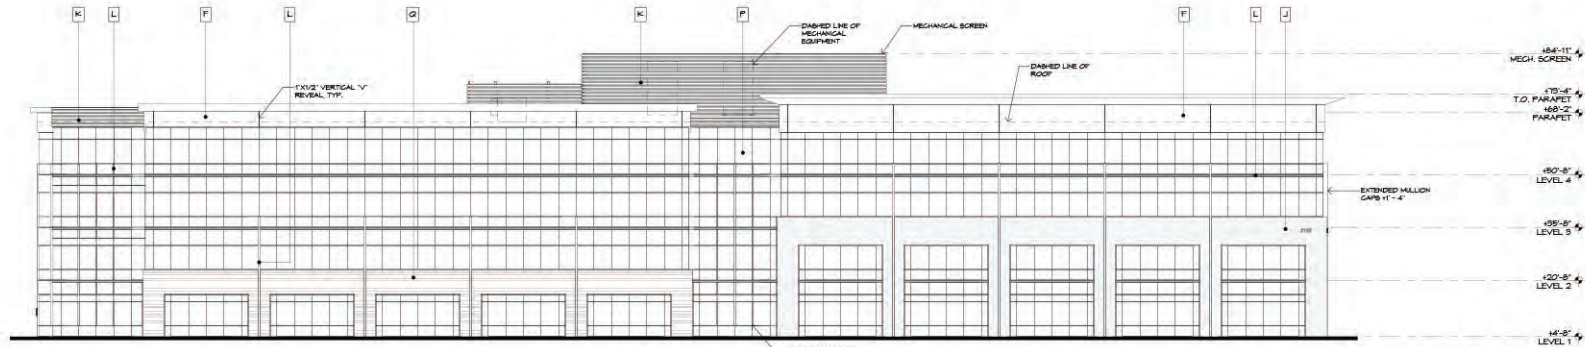 K L F L Q K P F L J
DASHED LINE OF
MECHANICAL
EQUIPMENT
MECHANICAL SCREEN
DASHED LINE OF
ROOF
1"X1/2" VERTICAL "V"
REVEAL, TYP.
+84'-11"
MECH. SCREEN
+73'-4"
T.O. PARAPET
+68'-2"
PARAPET
+50'-8"
LEVEL 4
EXTENDED MULLION
CAPS +1' - 4"
+35'-8"
LEVEL 3
+20'-8"
LEVEL 2
+4'-8"
LEVEL 1